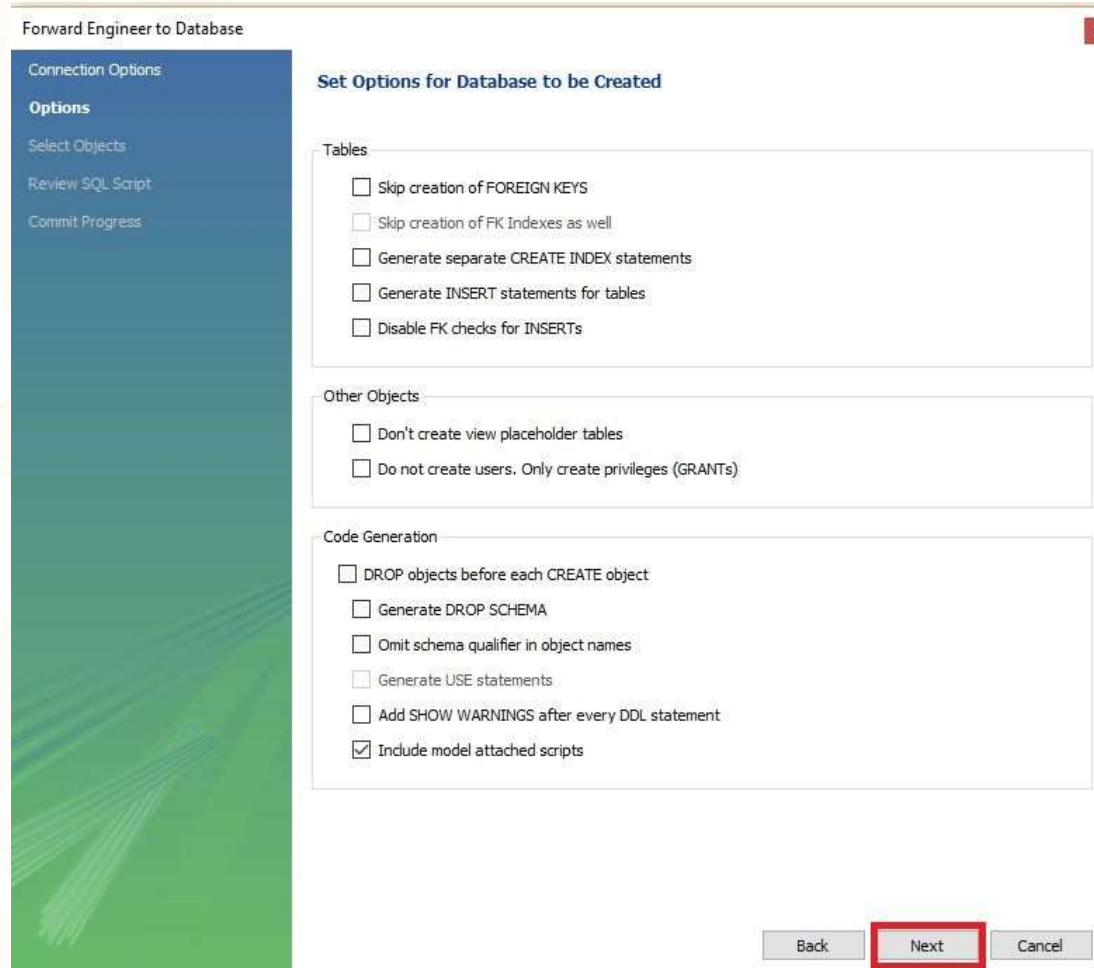 Forward Engineer to Database
Connection Options
Options
Select Objects
Review SQL Script
Commit Progress
Set Options for Database to be Created
Tables
Skip creation of FOREIGN KEYS
Skip creation of FK Indexes as well
Generate separate CREATE INDEX statements
Generate INSERT statements for tables
Disable FK checks for INSERTs
Other Objects
Don't create view placeholder tables
Do not create users. Only create privileges (GRANTs)
Code Generation
DROP objects before each CREATE object
Generate DROP SCHEMA
Omit schema qualifier in object names
Generate USE statements
Add SHOW WARNINGS after every DDL statement
Include model attached scripts
Back Next Cancel